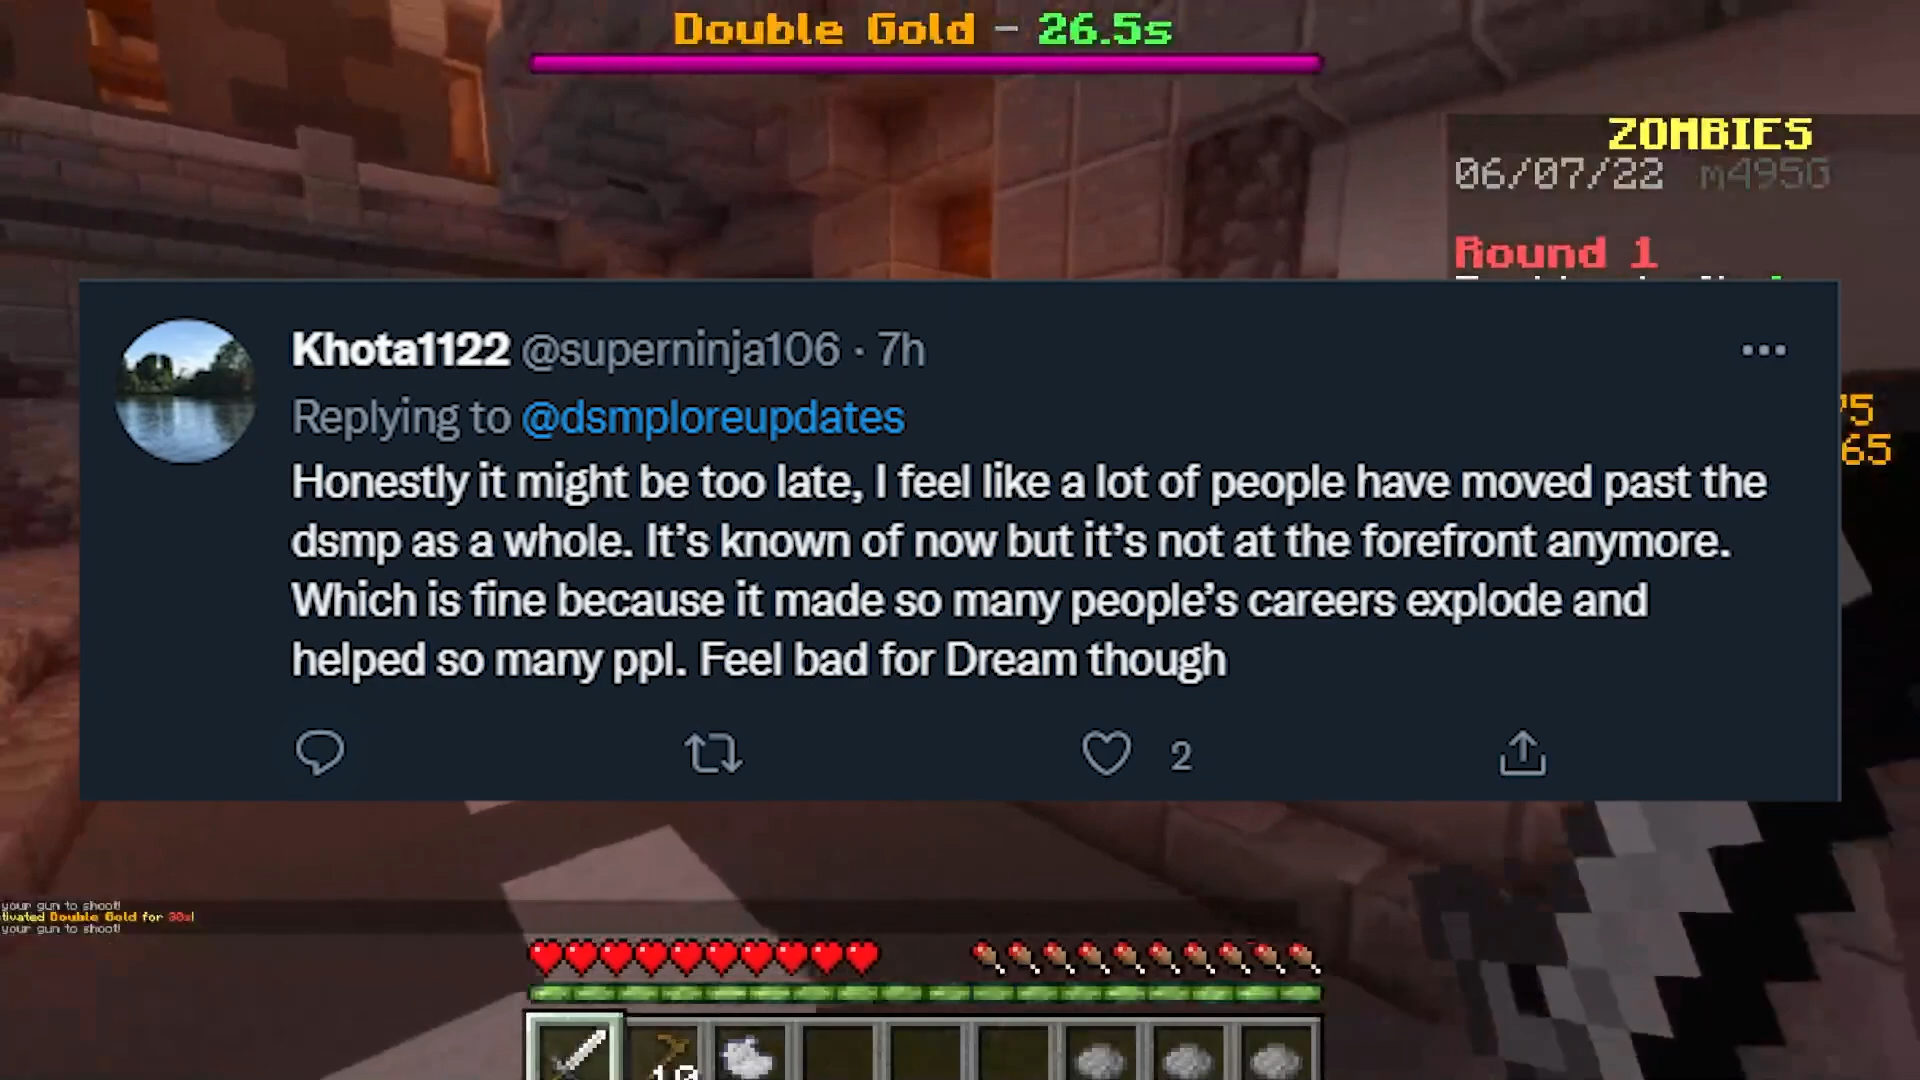 Double Gold - 26.5s
ZOMBIES
06/07/22 m495G
Round 1
Khota1122 @superninja106 · 7h
Replying to @dsmploreupdates
Honestly it might be too late, I feel like a lot of people have moved past the
dsmp as a whole. It’s known of now but it’s not at the forefront anymore.
Which is fine because it made so many people’s careers explode and
helped so many ppl. Feel bad for Dream though
2
75
65
your gun to shoot!
tivated Double Gold for 30s!
your gun to shoot!
10